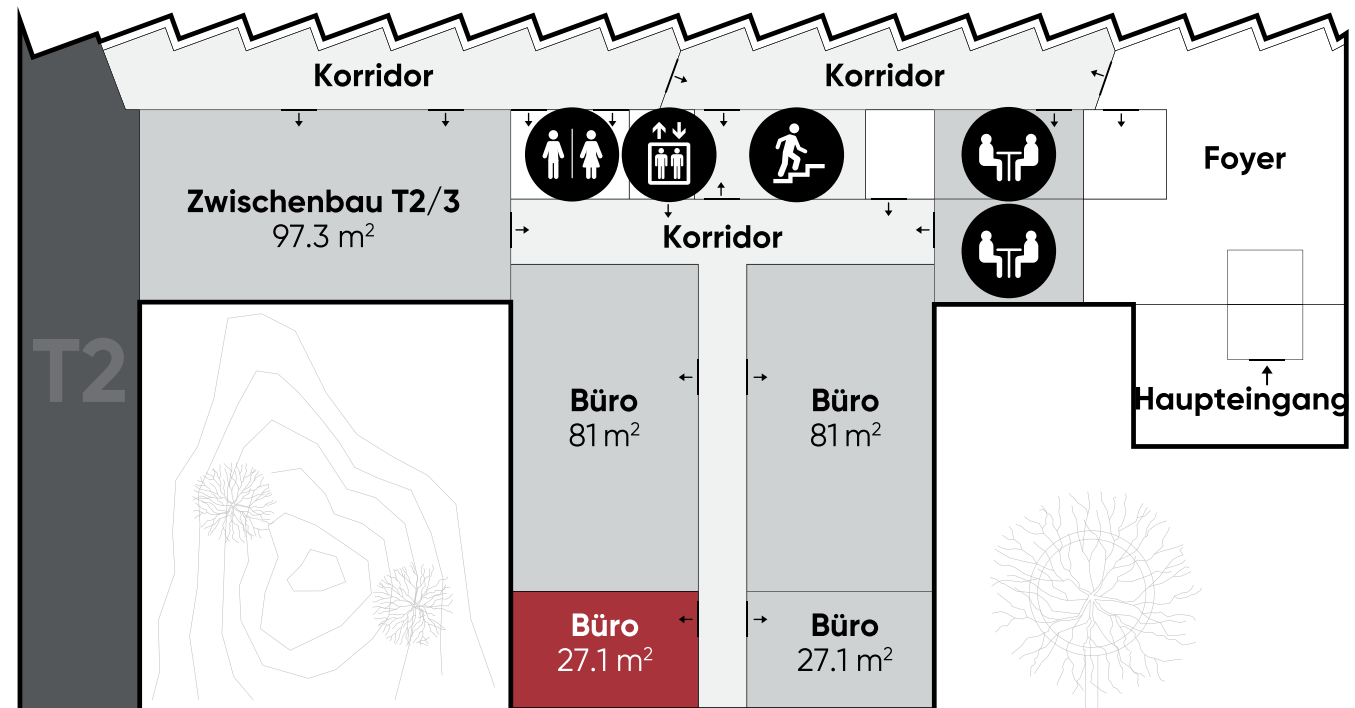 Korridor
Korridor
Foyer
Zwischenbau T2/3
97.3 m²
Korridor
T2
Haupteingang
Büro
81 m²
Büro
81 m²
Büro
27.1 m²
Büro
27.1 m²